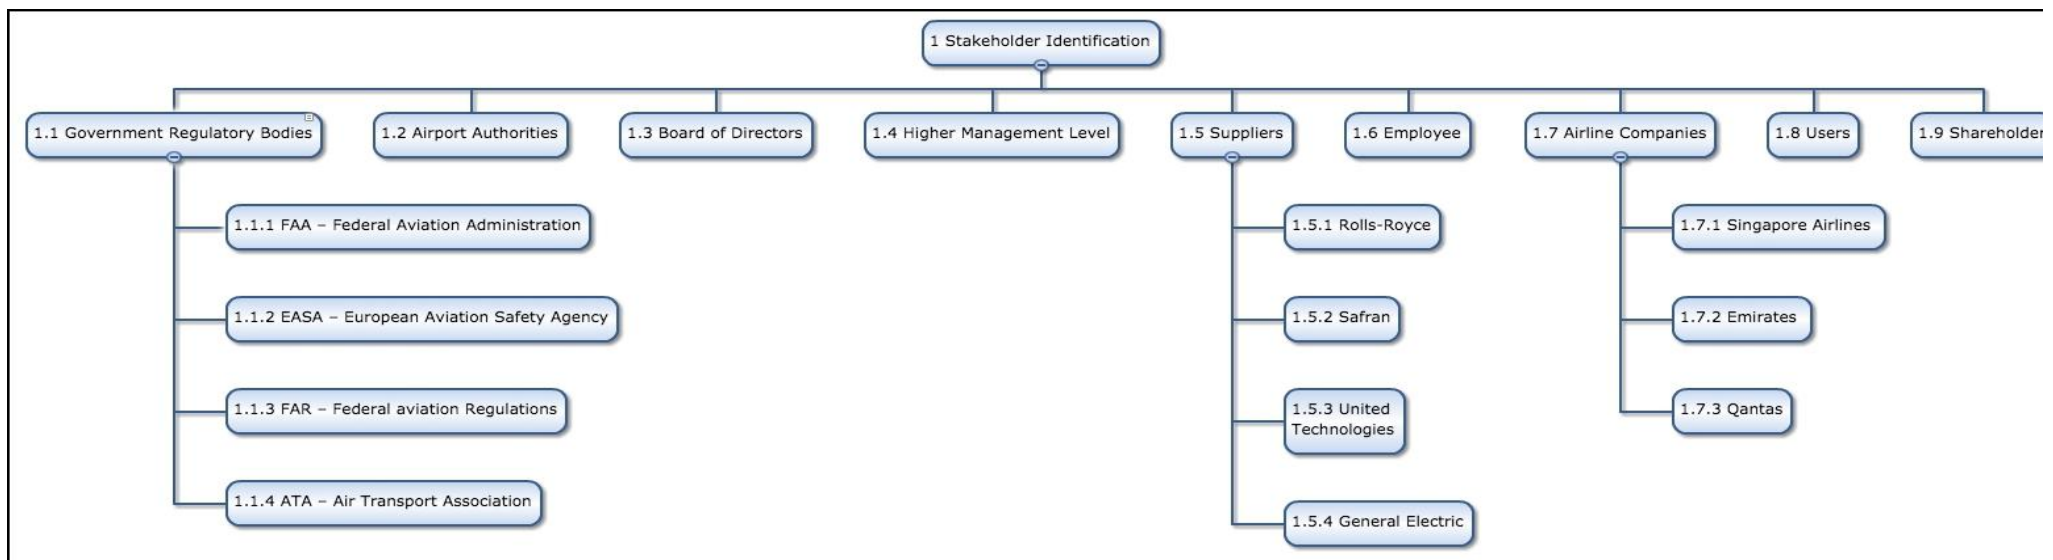 1 Stakeholder Identification
1.1 Government Regulatory Bodies
1.2 Airport Authorities
1.3 Board of Directors
1.4 Higher Management Level
1.5 Suppliers
1.6 Employee
1.7 Airline Companies
1.8 Users
1.9 Shareholder
1.1.1 FAA – Federal Aviation Administration
1.1.2 EASA – European Aviation Safety Agency
1.1.3 FAR – Federal aviation Regulations
1.1.4 ATA – Air Transport Association
1.5.1 Rolls-Royce
1.5.2 Safran
1.5.3 United
Technologies
1.5.4 General Electric
1.7.1 Singapore Airlines
1.7.2 Emirates
1.7.3 Qantas